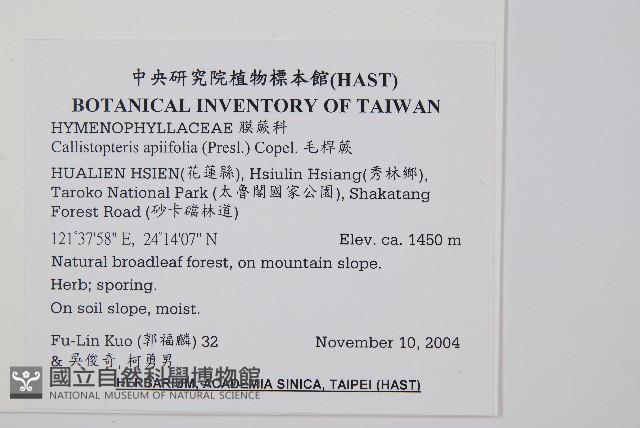 中央研究院植物標本館(HAST)
BOTANICAL INVENTORY OF TAIWAN
HYMENOPHYLLACEAE 膜蕨科
Callistopteris apiifolia (Presl.) Copel. 毛桿蕨
HUALIEN HSIEN(花蓮縣), Hsiulin Hsiang(秀林鄉),
Taroko National Park (太魯閣國家公園), Shakatang
Forest Road (砂卡礑林道)
121°37'58" E, 24°14'07" N Elev. ca. 1450 m
Natural broadleaf forest, on mountain slope.
Herb; sporing.
On soil slope, moist.
Fu-Lin Kuo (郭福麟) 32 November 10, 2004
& 吳俊奇, 柯勇男
國立自然科學博物館
HERBARIUM, ACADEMIA SINICA, TAIPEI (HAST)
NATIONAL MUSEUM OF NATURAL SCIENCE